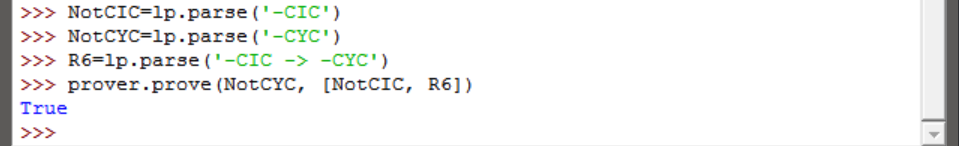 >>> NotCIC=lp.parse('-CIC')
>>> NotCYC=lp.parse('-CYC')
>>> R6=lp.parse('-CIC -> -CYC')
>>> prover.prove(NotCYC, [NotCIC, R6])
True
>>>